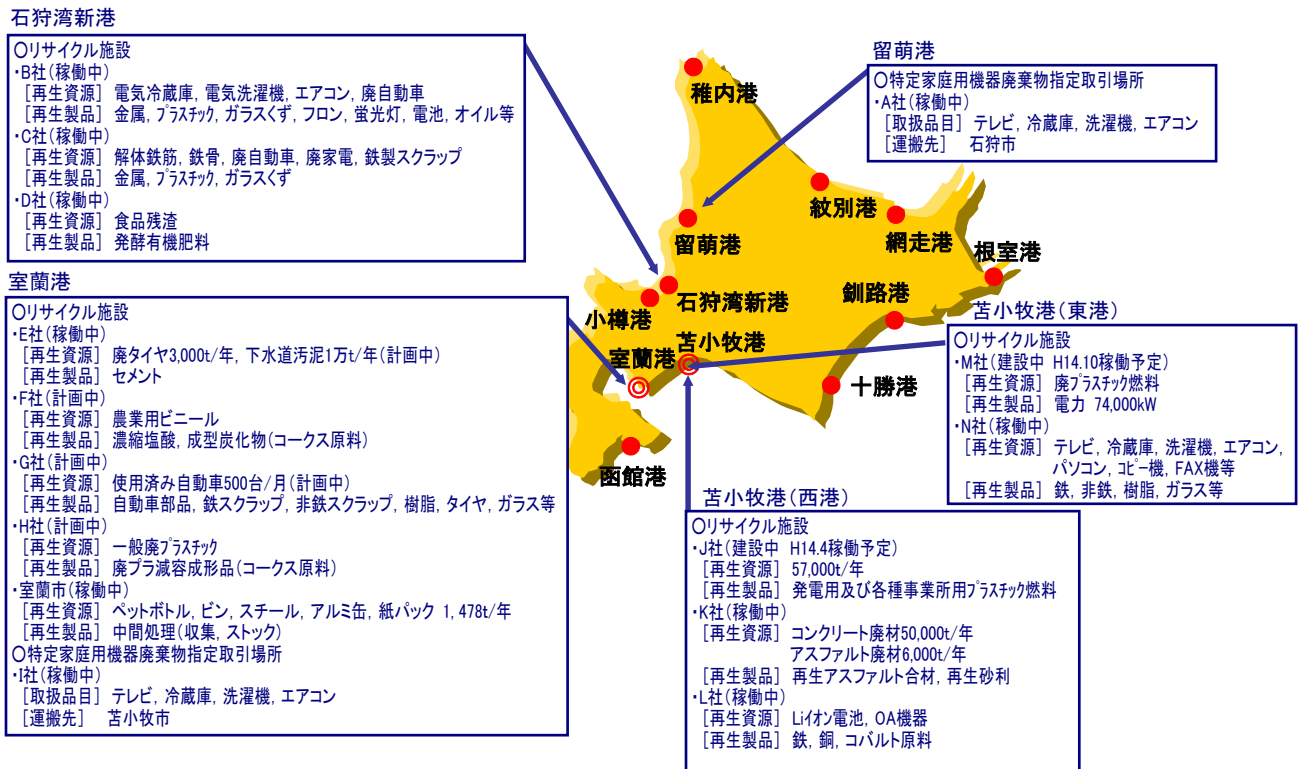 石狩湾新港
○リサイクル施設
・B社(稼働中)
［再生資源］ 電気冷蔵庫, 電気洗濯機, エアコン, 廃自動車
［再生製品］ 金属, プラスチック, ガラスくず, フロン, 蛍光灯, 電池, オイル等
・C社(稼働中)
［再生資源］ 解体鉄筋, 鉄骨, 廃自動車, 廃家電, 鉄製スクラップ
［再生製品］ 金属, プラスチック, ガラスくず
・D社(稼働中)
［再生資源］ 食品残渣
［再生製品］ 発酵有機肥料
室蘭港
○リサイクル施設
・E社(稼働中)
［再生資源］ 廃タイヤ3,000t/年, 下水道汚泥1万t/年(計画中)
［再生製品］ セメント
・F社(計画中)
［再生資源］ 農業用ビニール
［再生製品］ 濃縮塩酸, 成型炭化物(コークス原料)
・G社(計画中)
［再生資源］ 使用済み自動車500台/月(計画中)
［再生製品］ 自動車部品, 鉄スクラップ, 非鉄スクラップ, 樹脂, タイヤ, ガラス等
・H社(計画中)
［再生資源］ 一般廃プラスチック
［再生製品］ 廃プラ減容成形品(コークス原料)
・室蘭市(稼働中)
［再生資源］ ペットボトル, ビン, スチール, アルミ缶, 紙パック 1,478t/年
［再生製品］ 中間処理(収集, ストック)
○特定家庭用機器廃棄物指定取引場所
・I社(稼働中)
［取扱品目］ テレビ, 冷蔵庫, 洗濯機, エアコン
［運搬先］ 苫小牧市
留萌港
○特定家庭用機器廃棄物指定取引場所
・A社(稼働中)
［取扱品目］ テレビ, 冷蔵庫, 洗濯機, エアコン
［運搬先］ 石狩市
稚内港
紋別港
網走港
留萌港
根室港
石狩湾新港
釧路港
小樽港
苫小牧港
室蘭港
十勝港
函館港
苫小牧港(東港)
○リサイクル施設
・M社(建設中 H14.10稼働予定)
［再生資源］ 廃プラスチック燃料
［再生製品］ 電力 74,000kW
・N社(稼働中)
［再生資源］ テレビ, 冷蔵庫, 洗濯機, エアコン,
パソコン, コピー機, FAX機等
［再生製品］ 鉄, 非鉄, 樹脂, ガラス等
苫小牧港(西港)
○リサイクル施設
・J社(建設中 H14.4稼働予定)
［再生資源］ 57,000t/年
［再生製品］ 発電用及び各種事業所用プラスチック燃料
・K社(稼働中)
［再生資源］ コンクリート廃材50,000t/年
アスファルト廃材6,000t/年
［再生製品］ 再生アスファルト合材, 再生砂利
・L社(稼働中)
［再生資源］ Liイオン電池, OA機器
［再生製品］ 鉄, 銅, コバルト原料